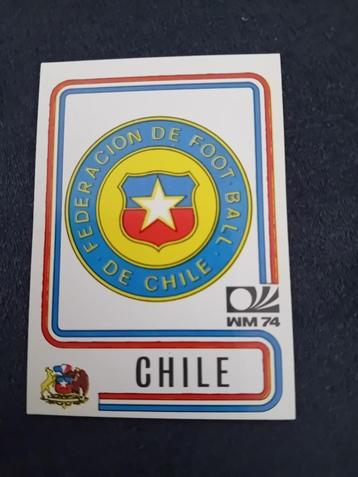 FEDERACION DE FOOT-BALL
DE CHILE
WM 74
CHILE